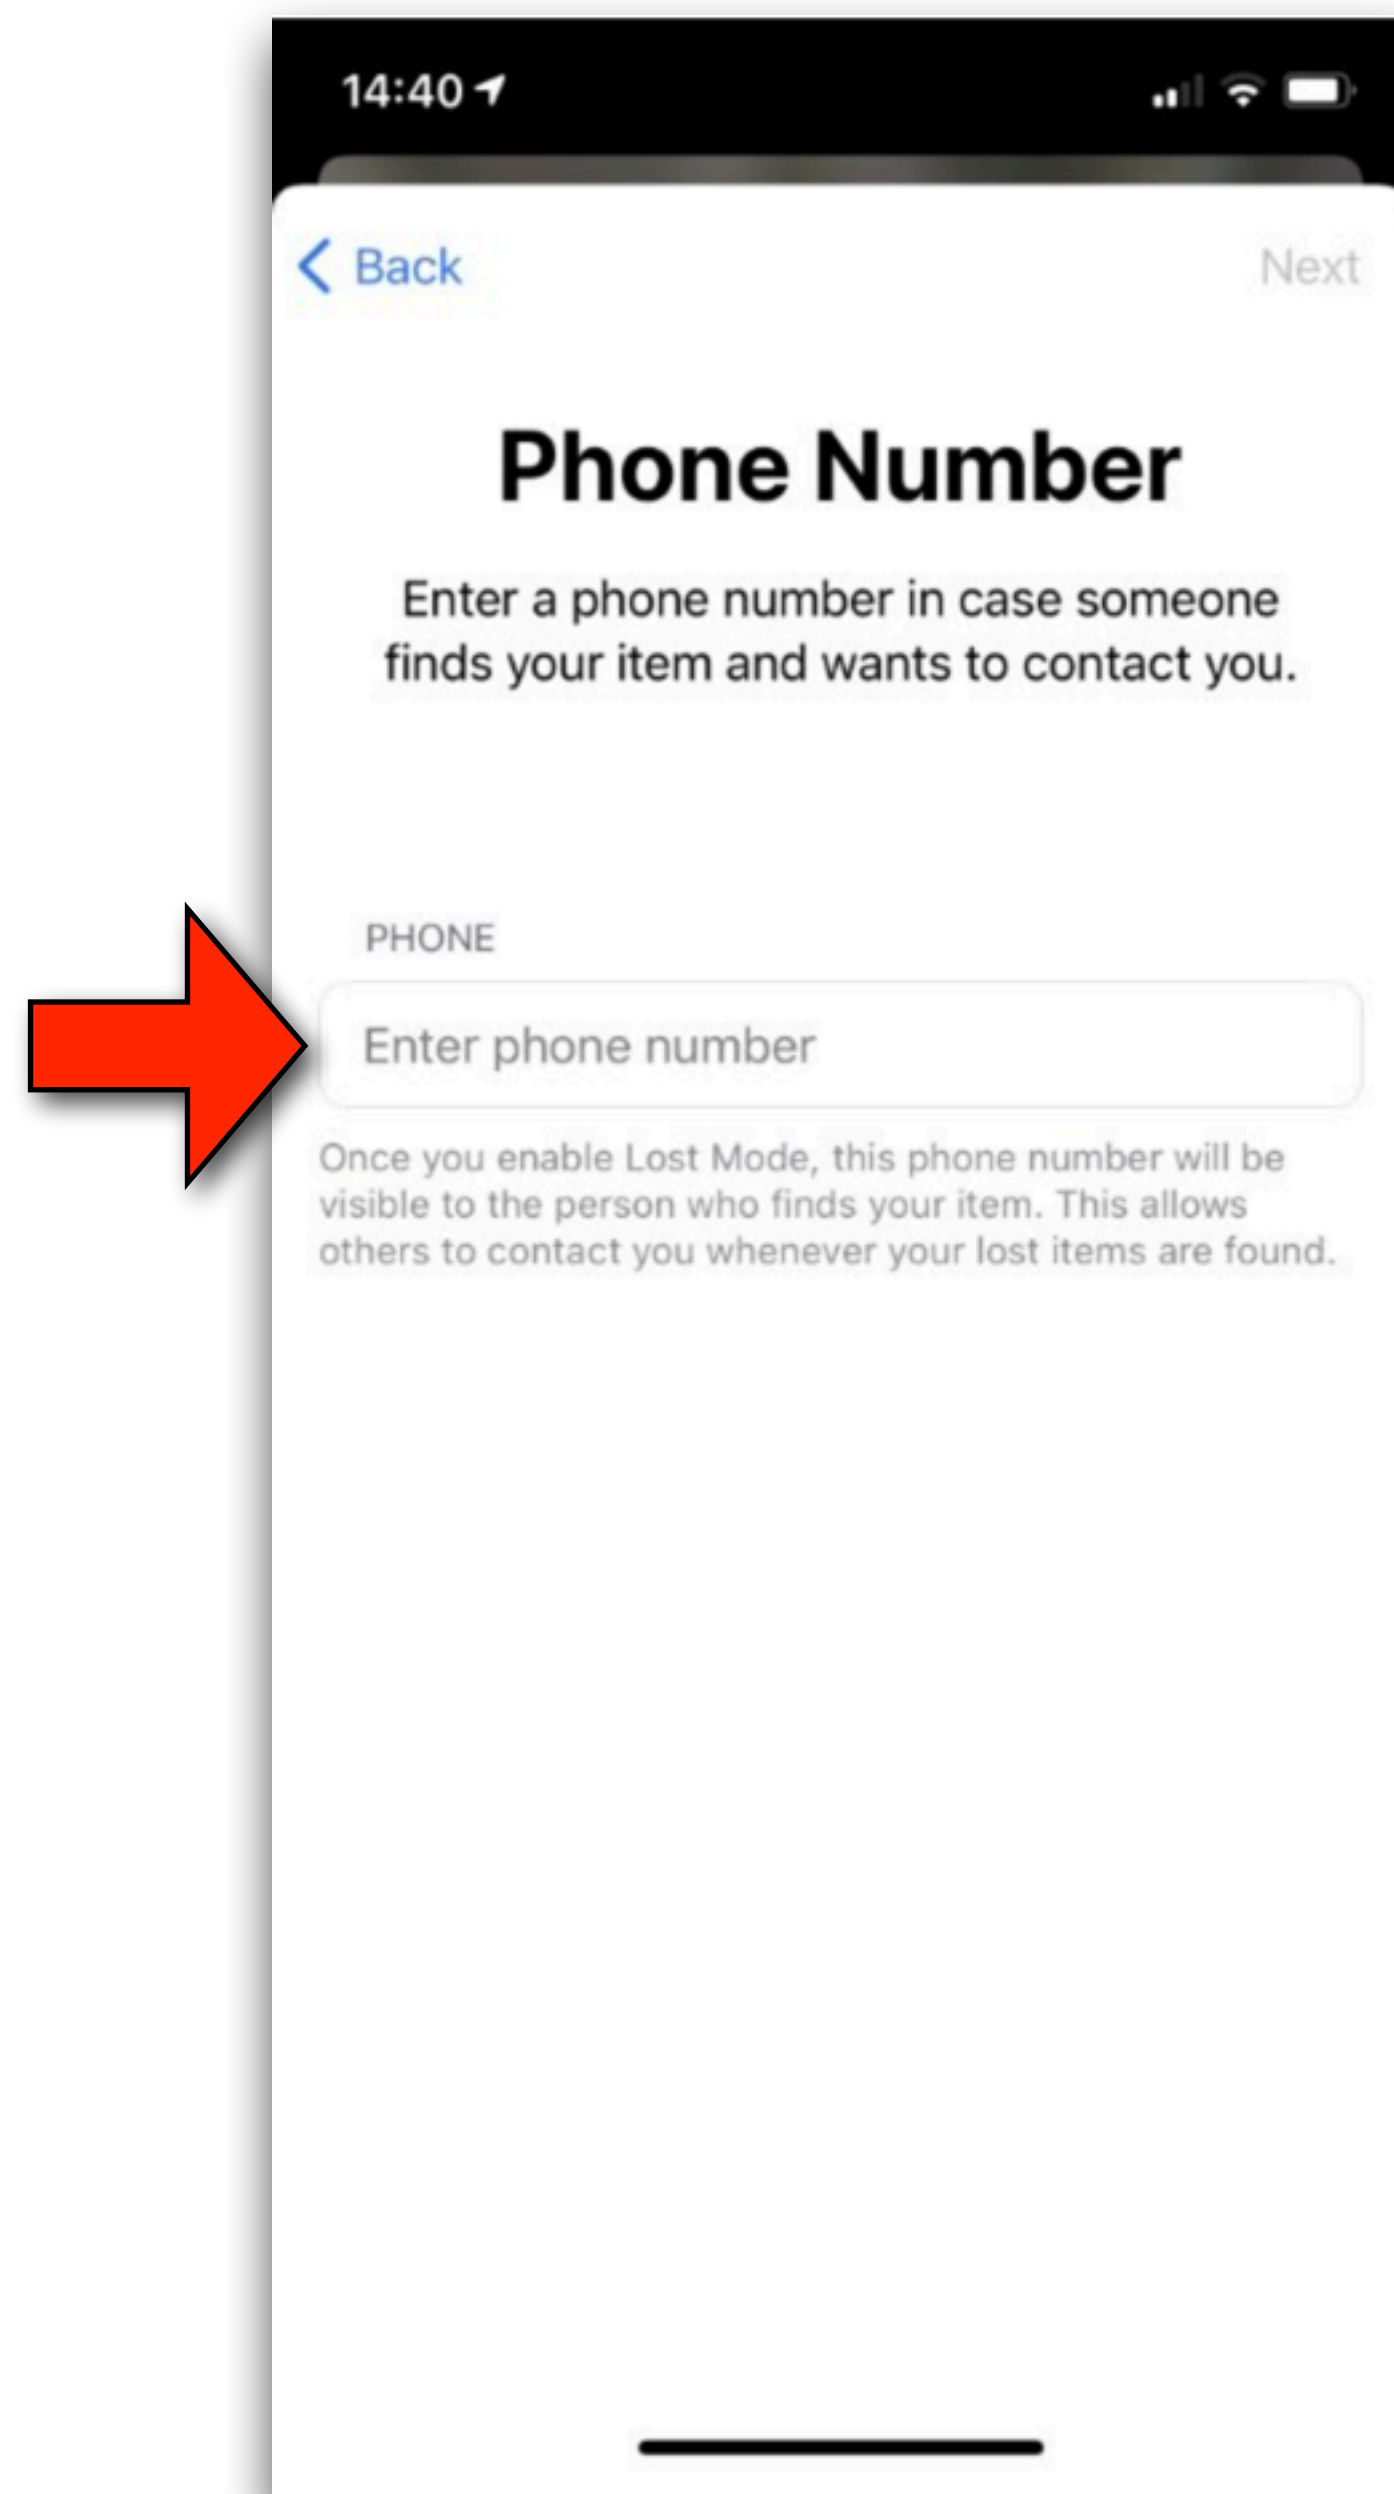 14:40
Back
Next
Phone Number
Enter a phone number in case someone
finds your item and wants to contact you.
PHONE
Enter phone number
Once you enable Lost Mode, this phone number will be
visible to the person who finds your item. This allows
others to contact you whenever your lost items are found.